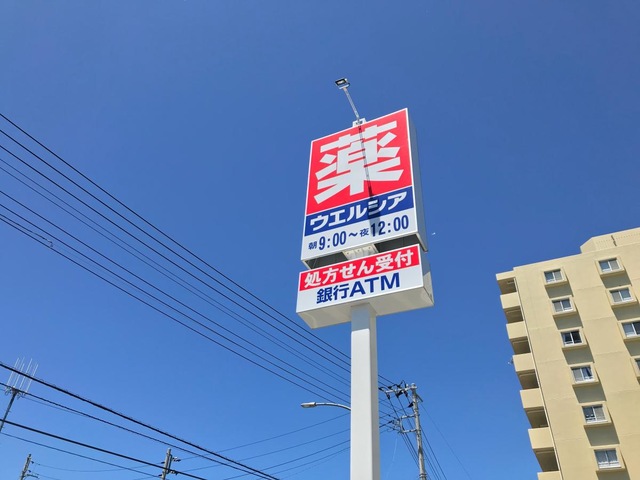 薬
ウエルシア
朝9:00～夜12:00
処方せん受付
銀行ATM